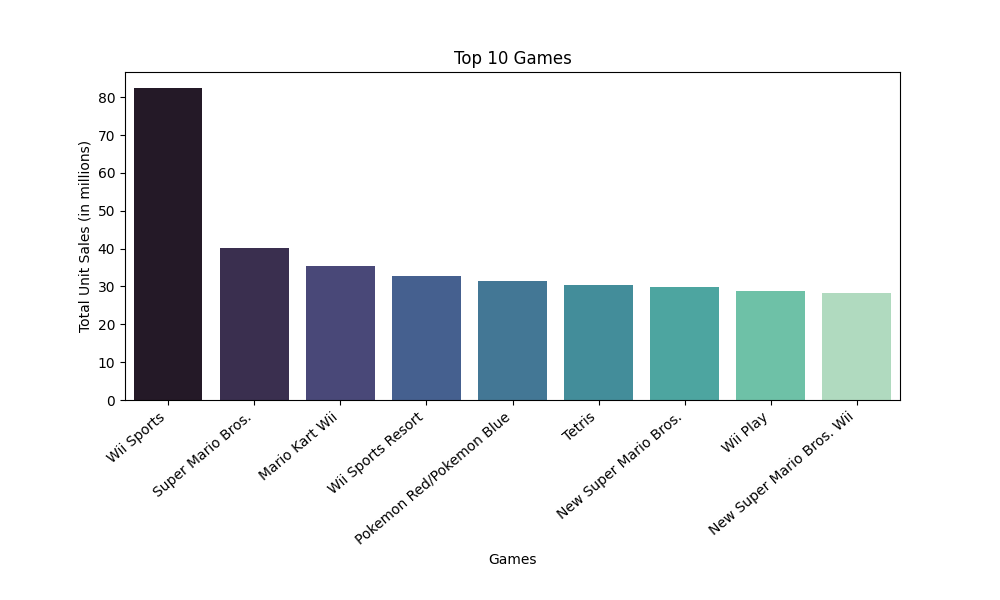 Top 10 Games
Total Unit Sales (in millions)
80
70
60
50
40
30
20
10
0
Wii Sports
Super Mario Bros.
Mario Kart Wii
Wii Sports Resort
Pokemon Red/Pokemon Blue
Tetris
New Super Mario Bros.
Wii Play
New Super Mario Bros. Wii
Games